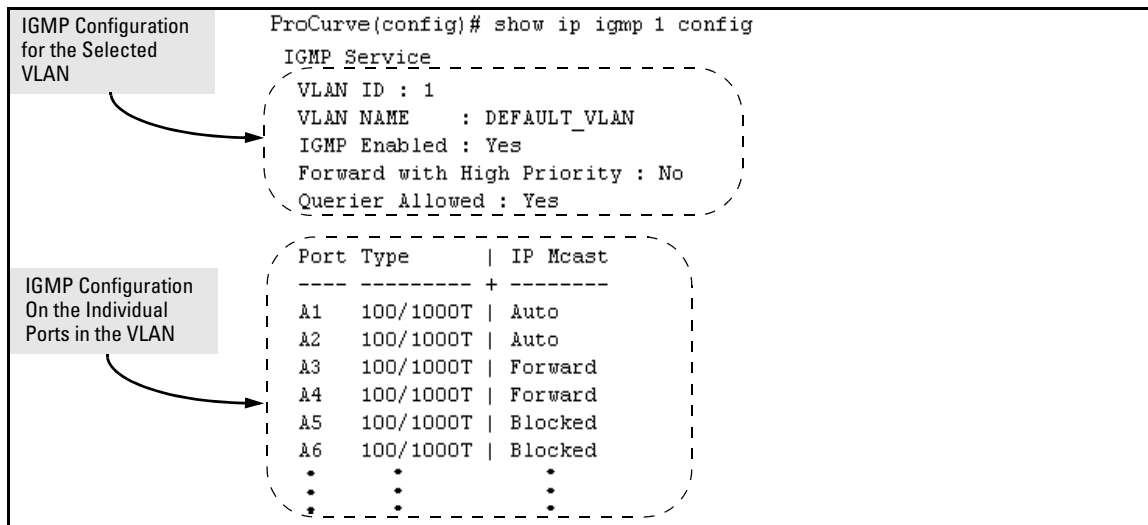 IGMP Configuration
for the Selected
VLAN
ProCurve(config)# show ip igmp 1 config
IGMP Service
VLAN ID : 1
VLAN NAME : DEFAULT_VLAN
IGMP Enabled : Yes
Forward with High Priority : No
Querier Allowed : Yes
IGMP Configuration
On the Individual
Ports in the VLAN
Port Type | IP Mcast
---- --------- + --------
A1 100/1000T | Auto
A2 100/1000T | Auto
A3 100/1000T | Forward
A4 100/1000T | Forward
A5 100/1000T | Blocked
A6 100/1000T | Blocked